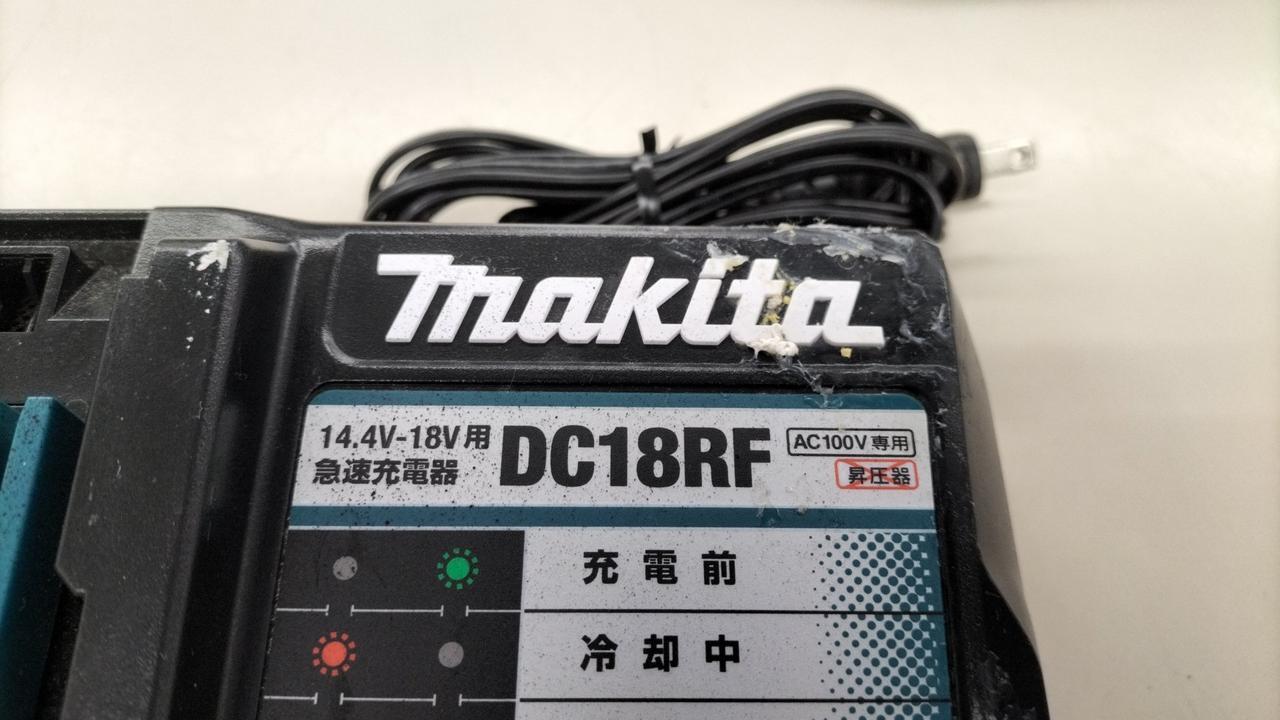 makita
14.4V-18V用
急速充電器
DC18RF
AC100V専用
昇圧器
充電前
冷却中